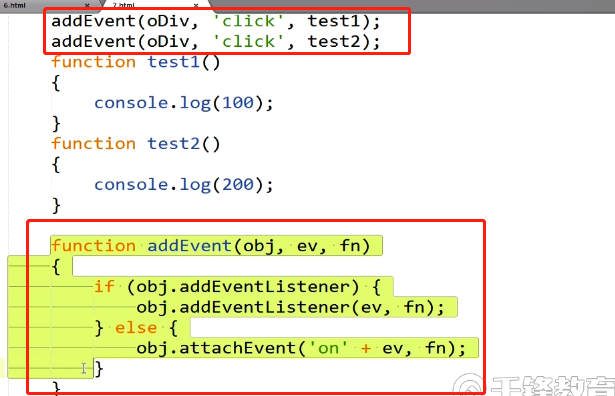 6.html
7.html
addEvent(oDiv, 'click', test1);
addEvent(oDiv, 'click', test2);
function test1()
{
    console.log(100);
}
function test2()
{
    console.log(200);
}
function addEvent(obj, ev, fn)
{
    if (obj.addEventListener) {
        obj.addEventListener(ev, fn);
    } else {
        obj.attachEvent('on' + ev, fn);
    }
}
千锋教育